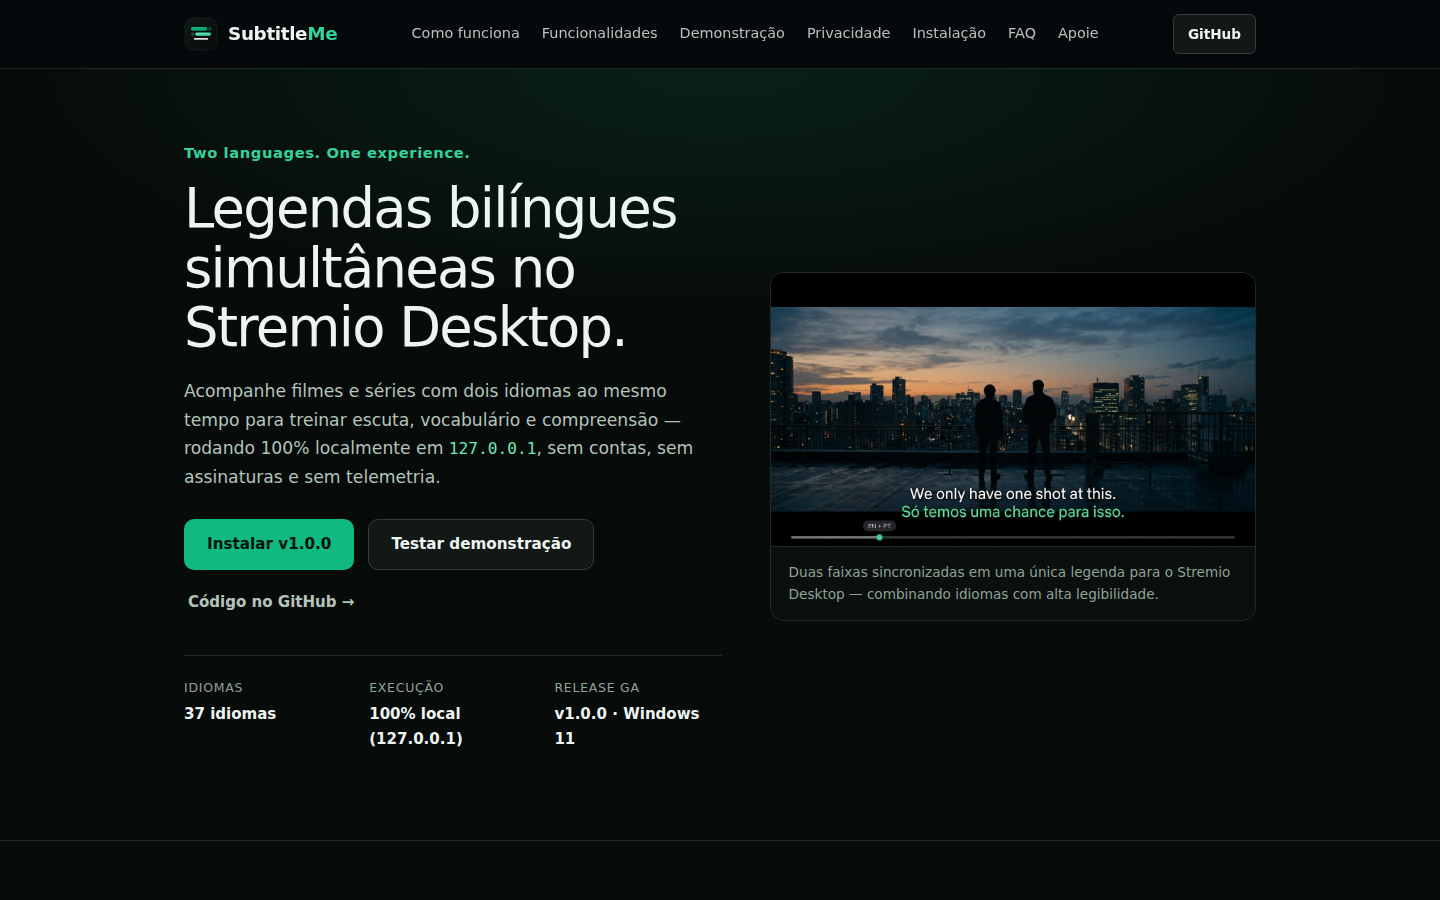 SubtitleMe
Como funciona
Funcionalidades
Demonstração
Privacidade
Instalação
FAQ
Apoie
GitHub
Two languages. One experience.
Legendas bilíngues
simultâneas no
Stremio Desktop.
Acompanhe filmes e séries com dois idiomas ao mesmo
tempo para treinar escuta, vocabulário e compreensão —
rodando 100% localmente em 127.0.0.1, sem contas, sem
assinaturas e sem telemetria.
Instalar v1.0.0
Testar demonstração
Código no GitHub →
IDIOMAS
37 idiomas
EXECUÇÃO
100% local
(127.0.0.1)
RELEASE GA
v1.0.0 · Windows
11
We only have one shot at this.
Só temos uma chance para isso.
EN + PT
Duas faixas sincronizadas em uma única legenda para o Stremio
Desktop — combinando idiomas com alta legibilidade.